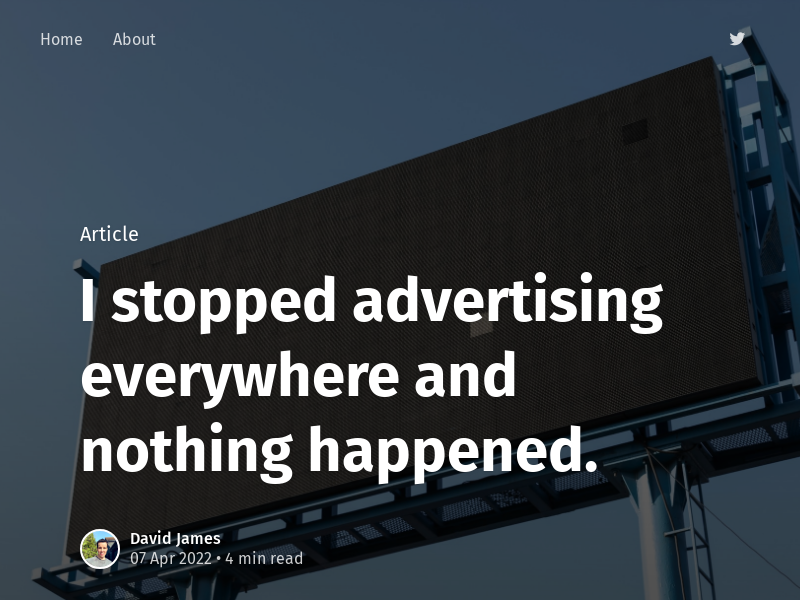 Home About
Article
I stopped advertising
everywhere and
nothing happened.
David James
07 Apr 2022 • 4 min read